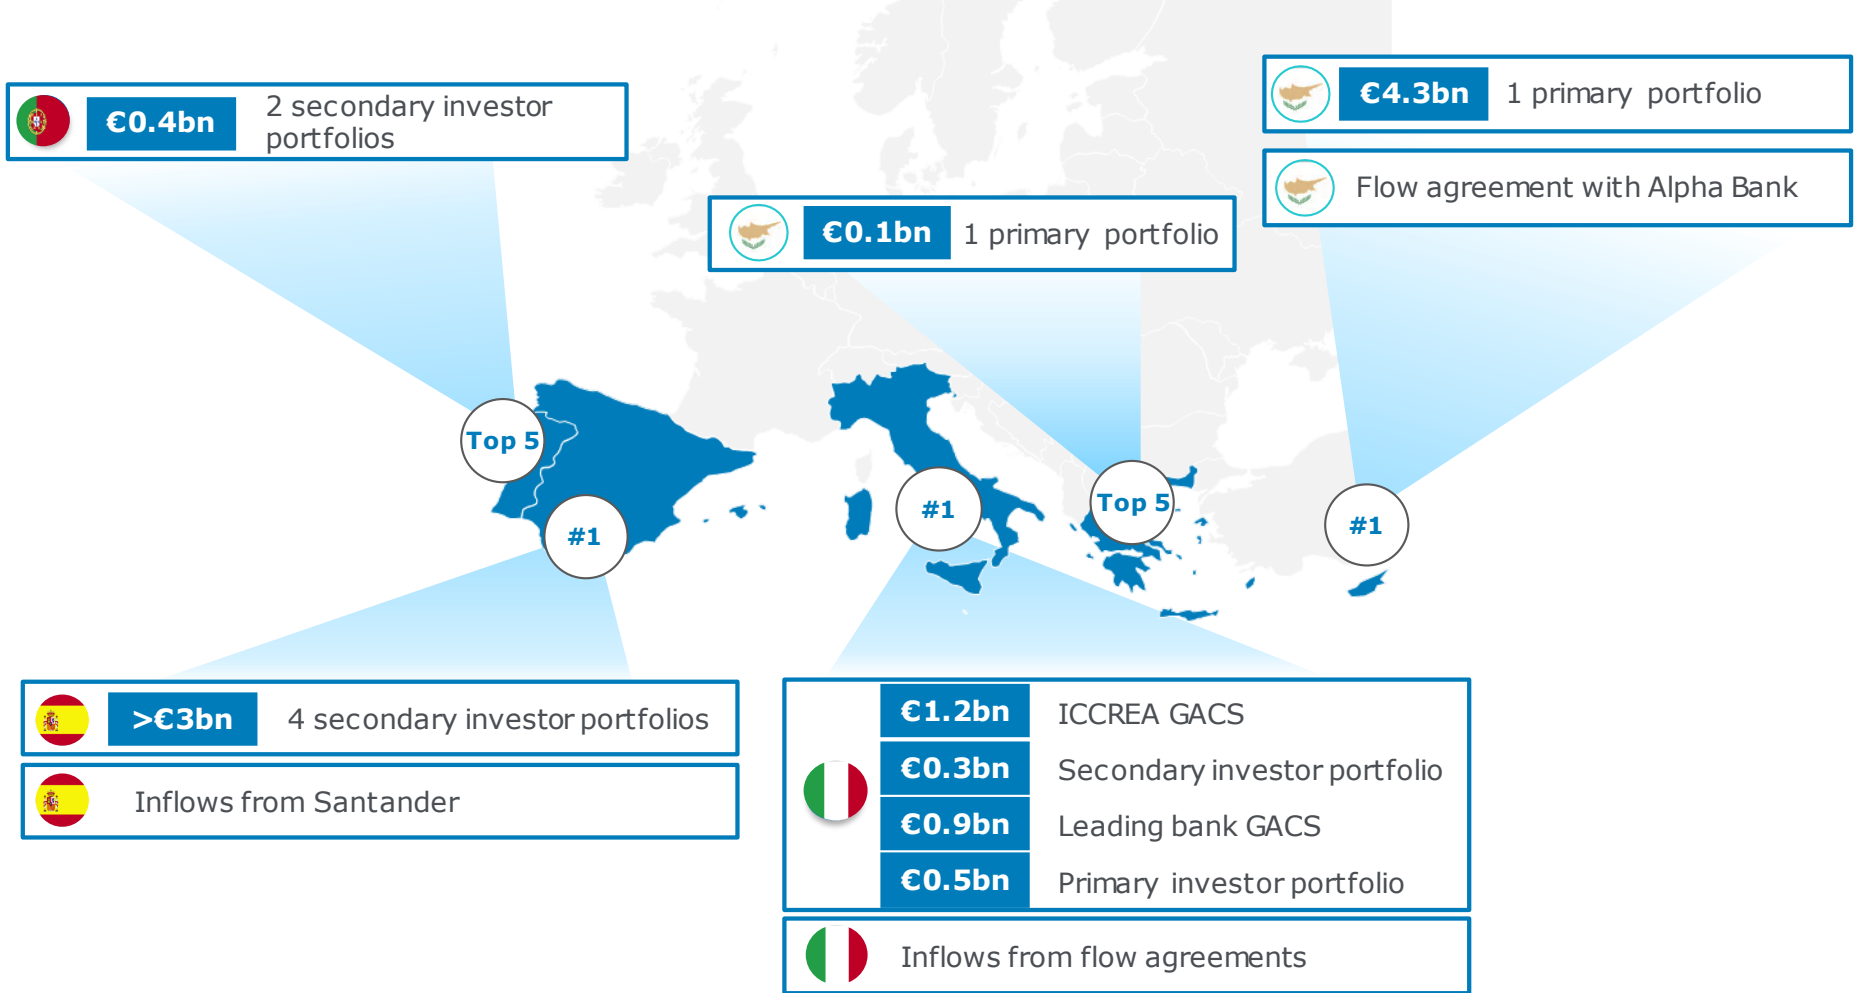 €0.4bn
2 secondary investor
portfolios
€4.3bn
1 primary portfolio
Flow agreement with Alpha Bank
€0.1bn
1 primary portfolio
Top 5
#1
#1
Top 5
#1
>€3bn
4 secondary investor portfolios
Inflows from Santander
€1.2bn
ICCREA GACS
€0.3bn
Secondary investor portfolio
€0.9bn
Leading bank GACS
€0.5bn
Primary investor portfolio
Inflows from flow agreements